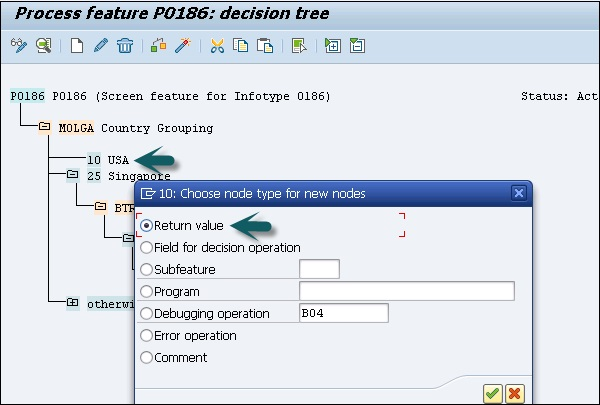 Process feature P0186: decision tree
P0186 P0186 (Screen feature for Infotype 0186) Status: Act
MOLGA Country Grouping
10 USA
25 Singapore
10: Choose node type for new nodes
BTR
Return value
Field for decision operation
Subfeature
Program
otherwi
Debugging operation B04
Error operation
Comment